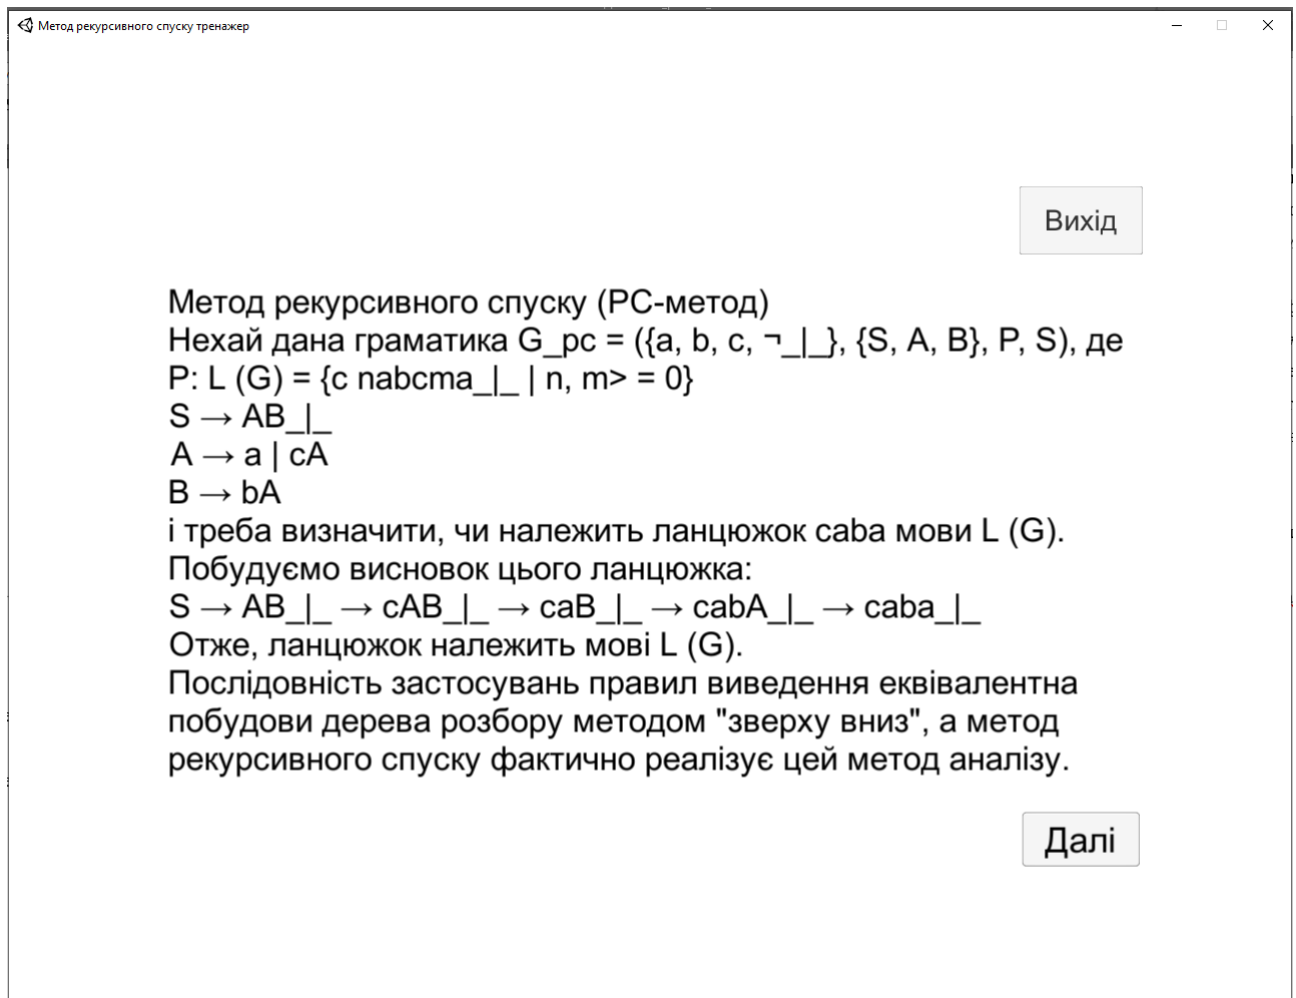 Метод рекурсивного спуску тренажер
Вихід
Метод рекурсивного спуску (РС-метод)
Нехай дана граматика G_рс = ({a, b, c, ¬_|_}, {S, A, B}, P, S), де
P: L (G) = {c nabcma_|_ | n, m> = 0}
S → AB_|_
A → a | cA
B → bA
і треба визначити, чи належить ланцюжок caba мови L (G).
Побудуємо висновок цього ланцюжка:
S → AB_|_ → cAB_|_ → caB_|_ → cabA_|_ → caba_|_
Отже, ланцюжок належить мові L (G).
Послідовність застосувань правил виведення еквівалентна
побудови дерева розбору методом "зверху вниз", а метод
рекурсивного спуску фактично реалізує цей метод аналізу.
Далі